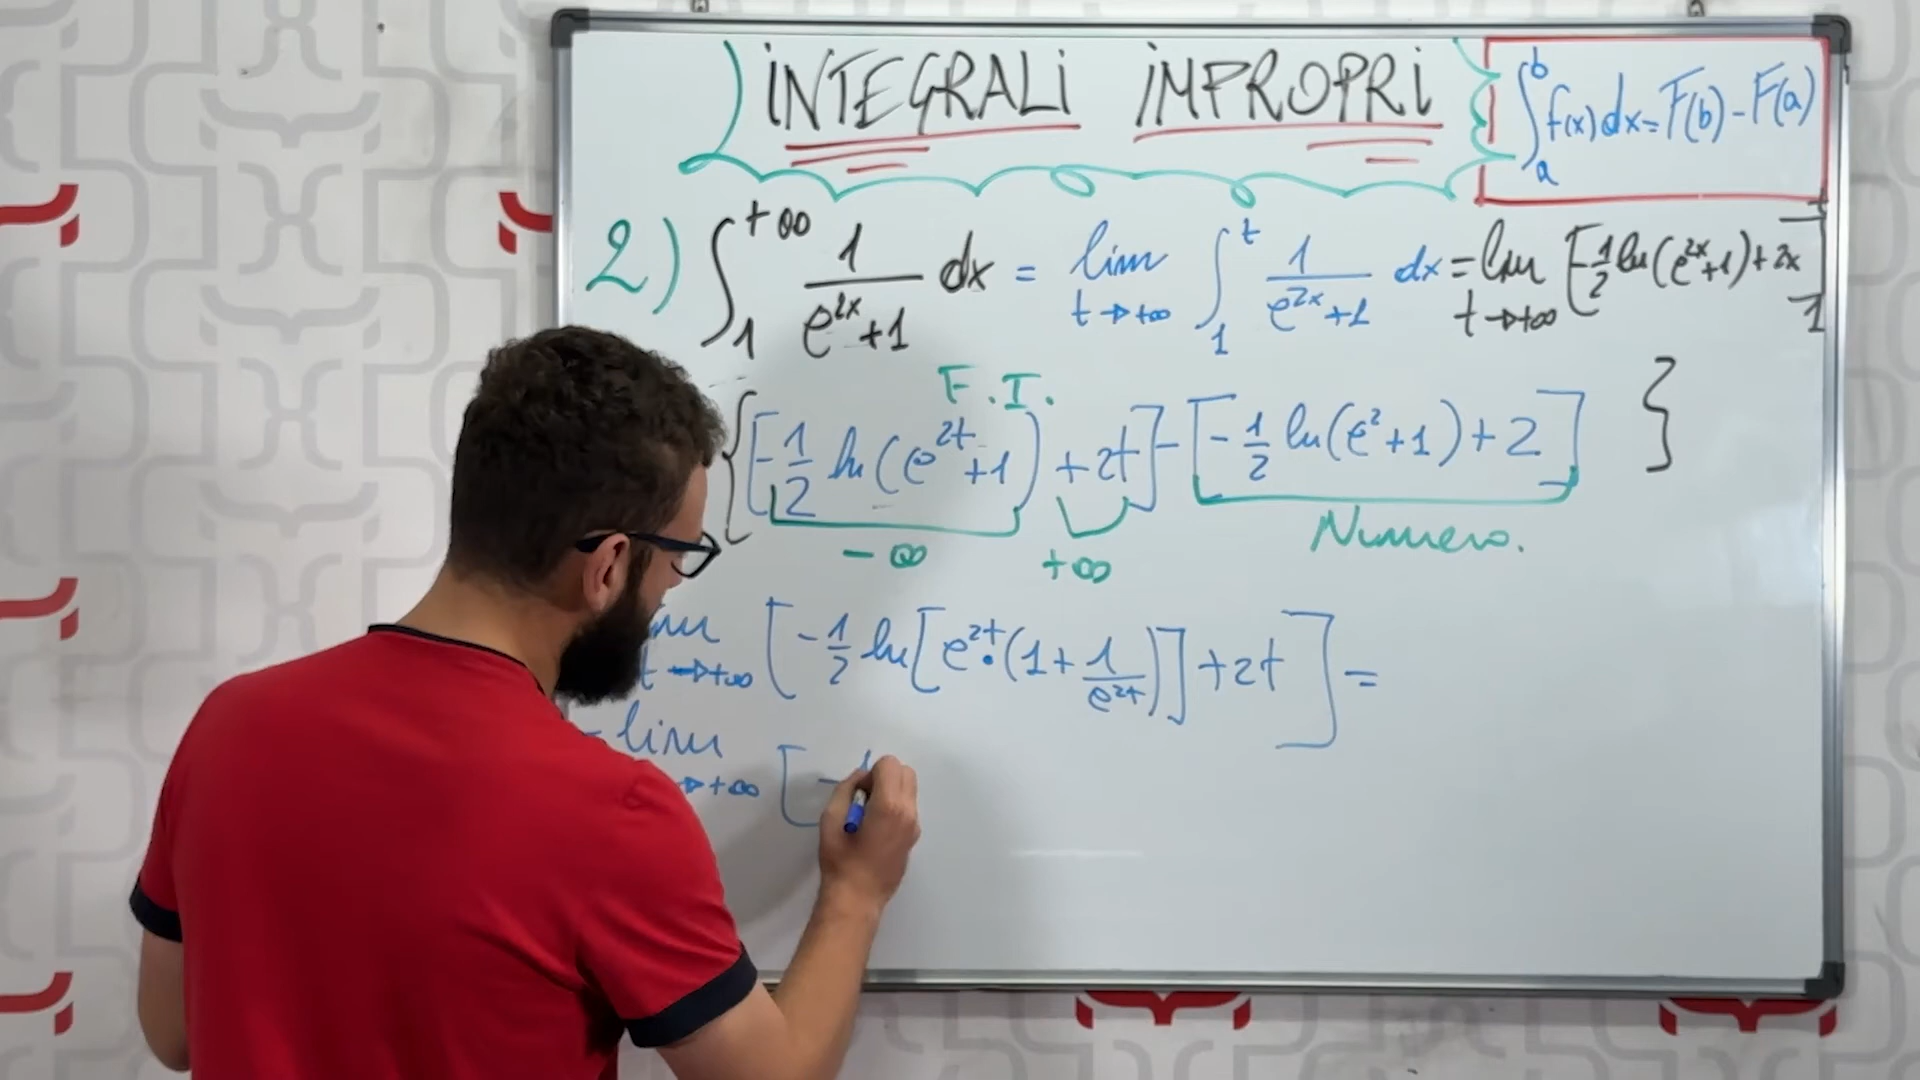 INTEGRALI IMPROPRI
∫_a^b f(x) dx = F(b) - F(a)
2) ∫_1^{+∞} 1/(e^{2x}+1) dx = lim_{t→+∞} ∫_1^t 1/(e^{2x}+1) dx = lim_{t→+∞} [-1/2 ln(e^{2x}+1) + 2x]_1
F.I.
{[-1/2 ln(e^{2t}+1) + 2t] - [-1/2 ln(e^2+1) + 2]}
-∞ +∞ Numero.
t→+∞ [-1/2 ln[e^{2t}·(1+1/e^{2t})] + 2t] =
lim →+∞ [-1